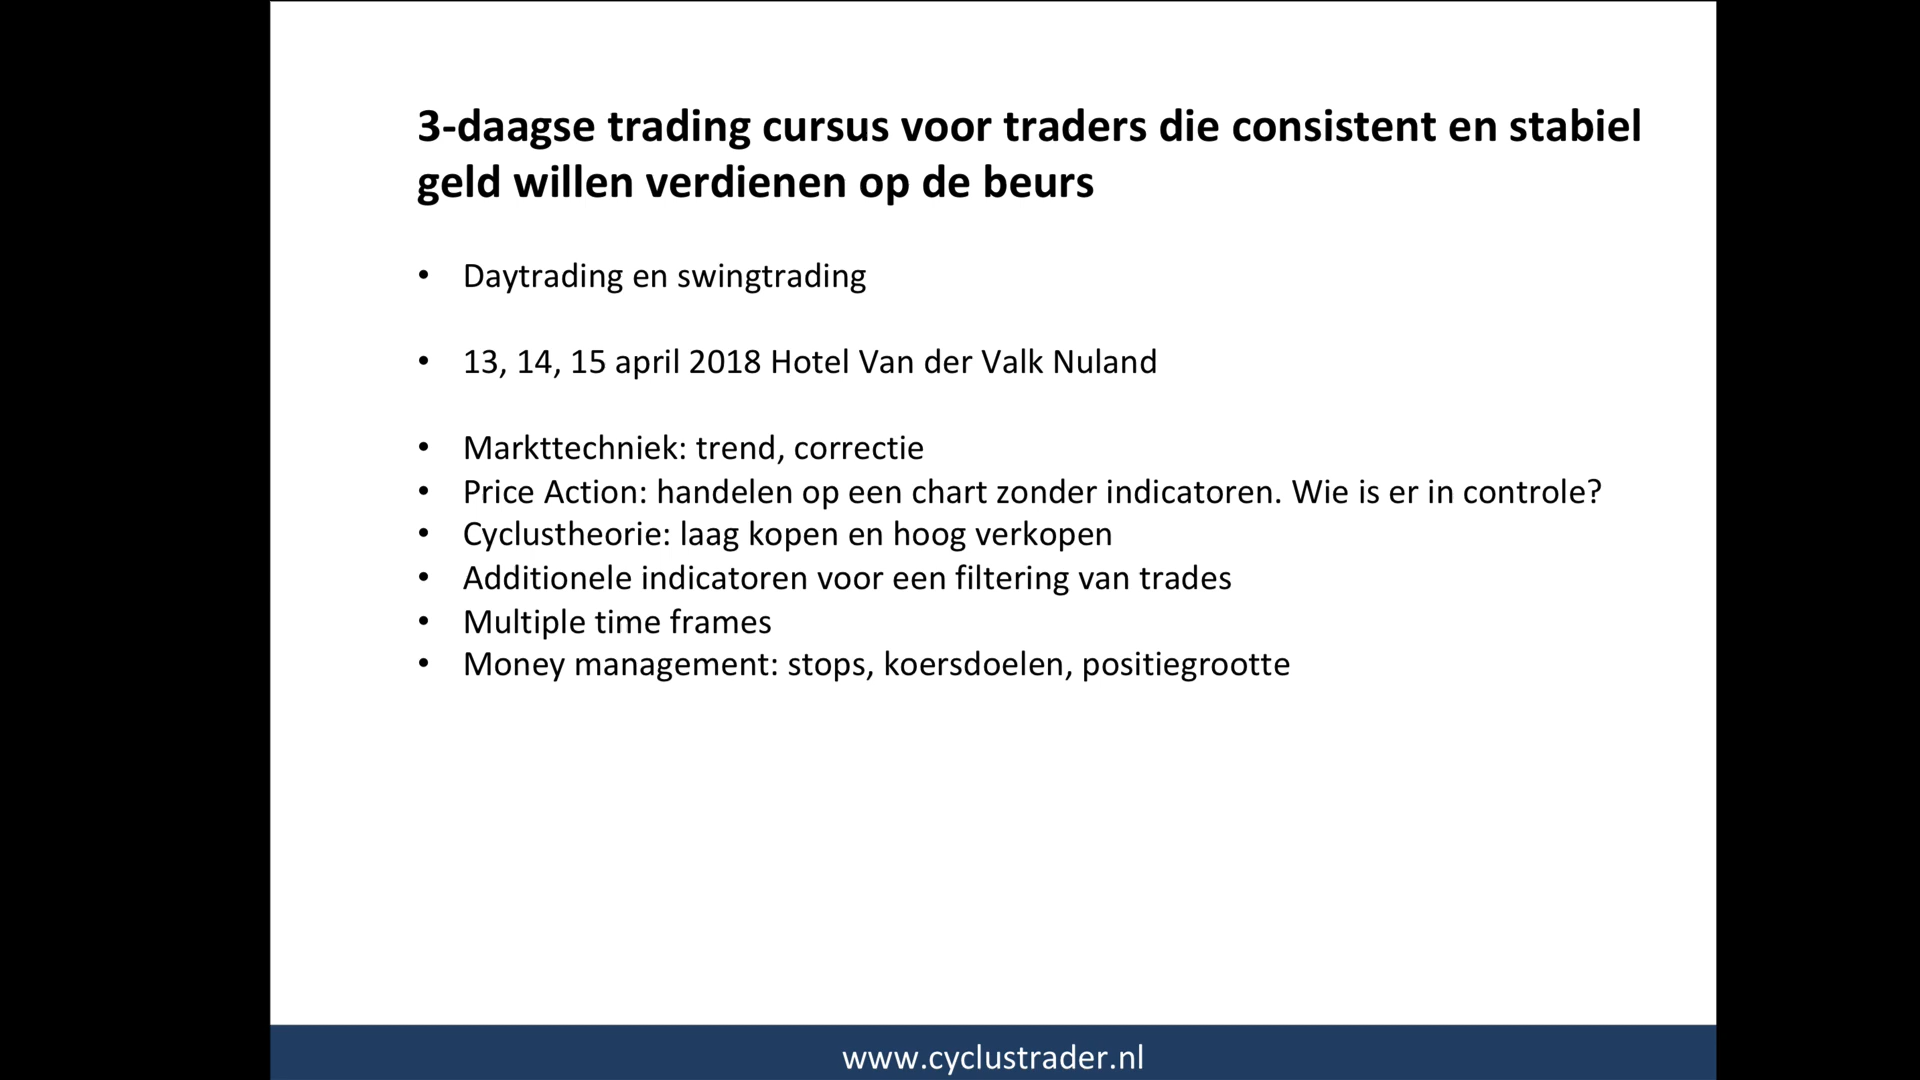 3-daagse trading cursus voor traders die consistent en stabiel
geld willen verdienen op de beurs
• Daytrading en swingtrading
• 13, 14, 15 april 2018 Hotel Van der Valk Nuland
• Markttechniek: trend, correctie
• Price Action: handelen op een chart zonder indicatoren. Wie is er in controle?
• Cyclustheorie: laag kopen en hoog verkopen
• Additionele indicatoren voor een filtering van trades
• Multiple time frames
• Money management: stops, koersdoelen, positiegrootte
www.cyclustrader.nl